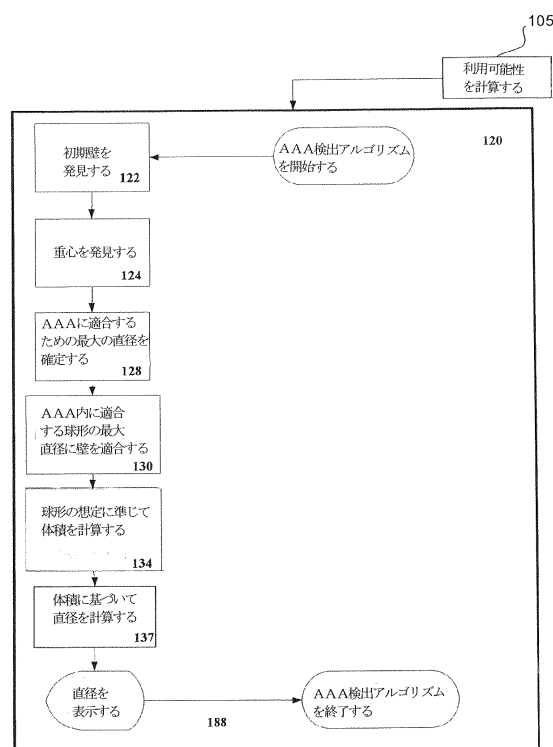 105
利用可能性
を計算する
120
ＡＡＡ検出アルゴリズム
を開始する
初期壁を
発見する
122
重心を発見する
124
ＡＡＡに適合する
ための最大の直径を
確定する
128
ＡＡＡ内に適合
する球形の最大
直径に壁を適合する
130
球形の想定に準じて
体積を計算する
134
体積に基づいて
直径を計算する
137
直径を
表示する
188
ＡＡＡ検出アルゴリズム
を終了する